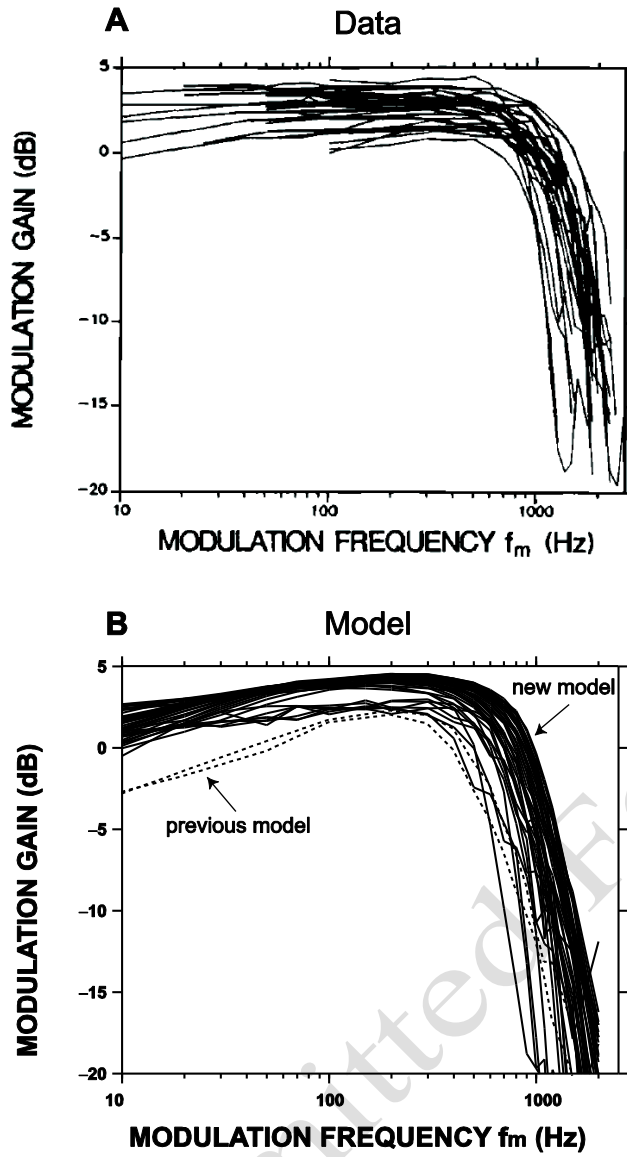 A Data
5
0
-5
-10
-15
-20
MODULATION GAIN (dB)
10 100 1000
MODULATION FREQUENCY fm (Hz)
B Model
5
0
-5
-10
-15
-20
MODULATION GAIN (dB)
new model
previous model
10 100 1000
MODULATION FREQUENCY fm (Hz)
mitted